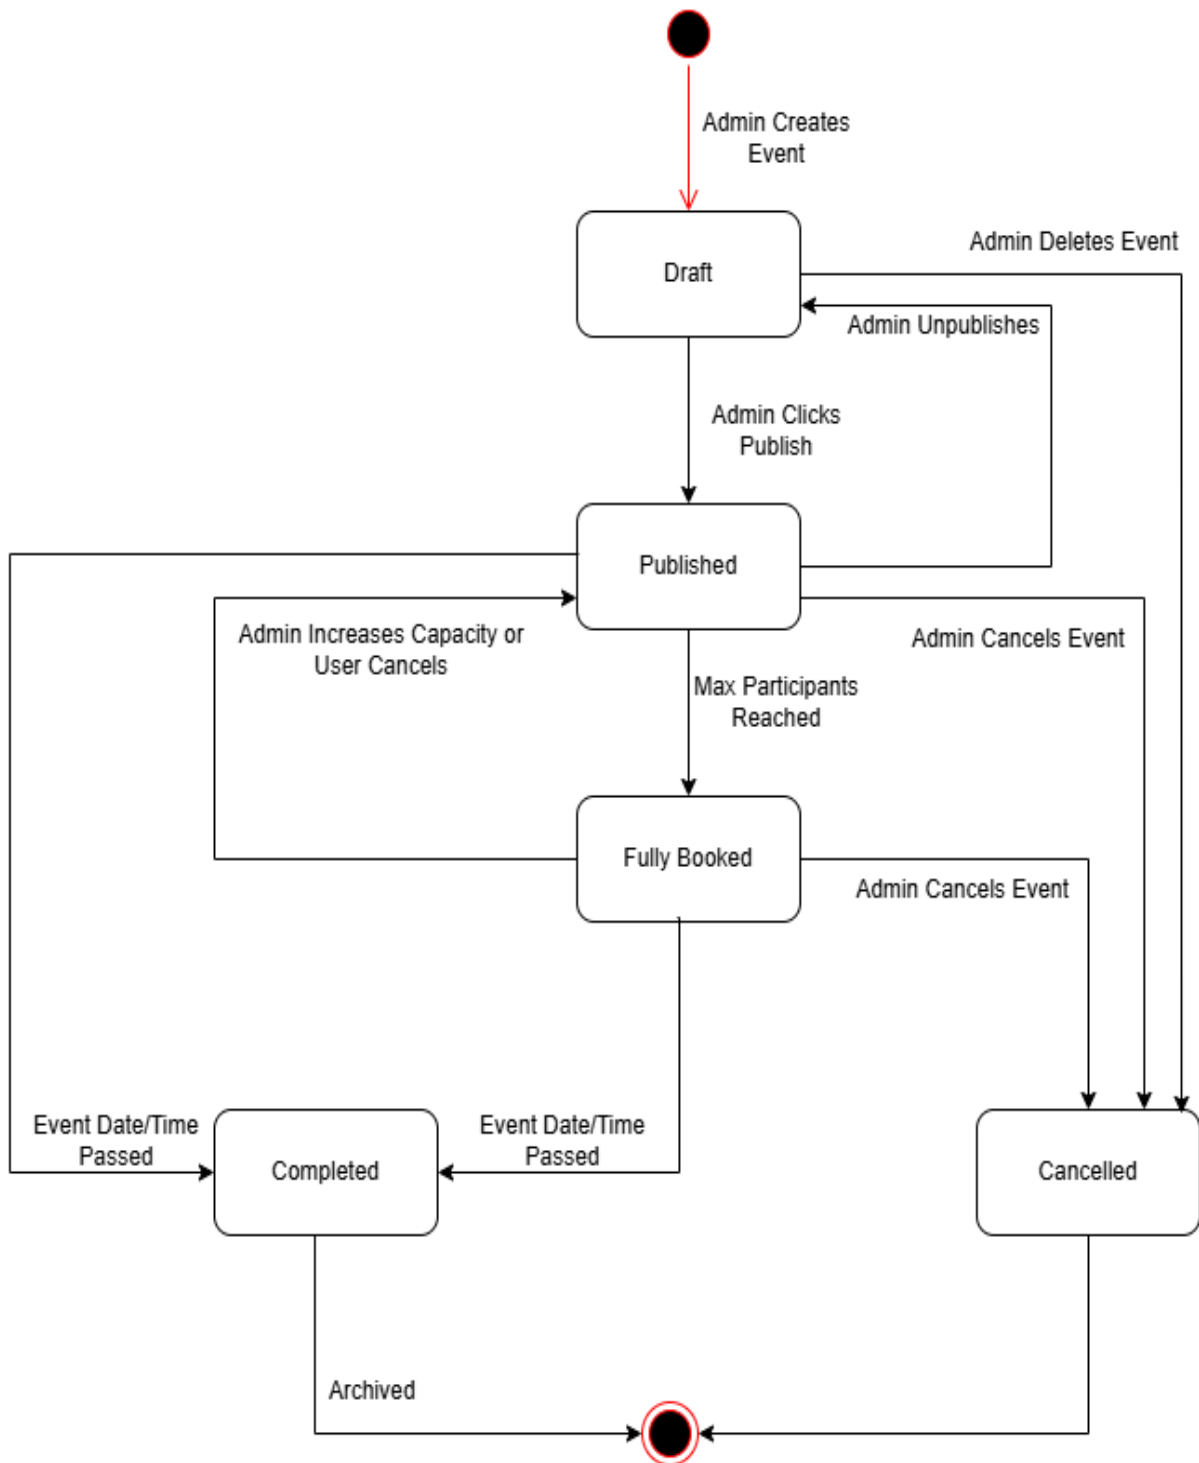 Admin Creates
Event
Admin Deletes Event
Draft
Admin Unpublishes
Admin Clicks
Publish
Published
Admin Increases Capacity or
User Cancels
Admin Cancels Event
Max Participants
Reached
Fully Booked
Admin Cancels Event
Event Date/Time
Passed
Event Date/Time
Passed
Completed
Cancelled
Archived